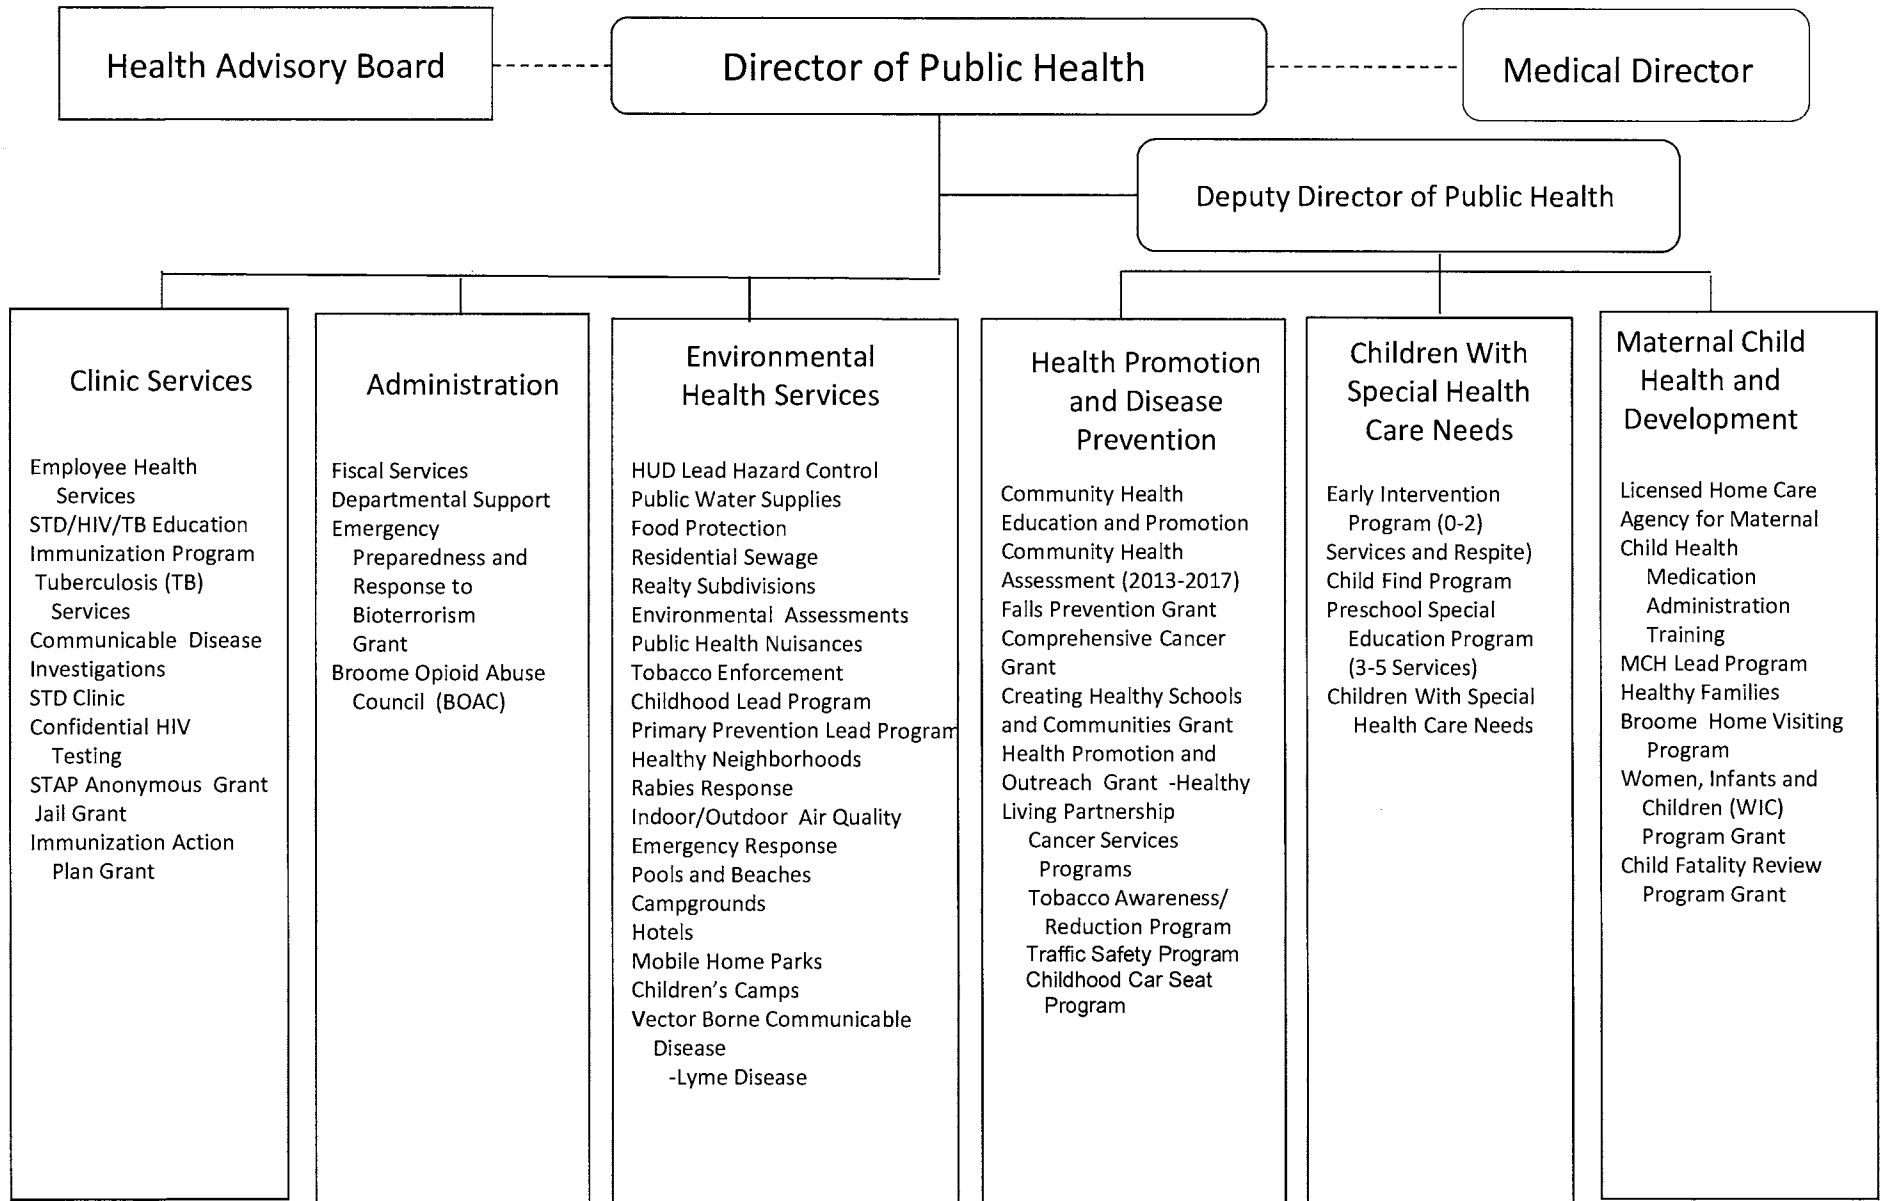 Health Advisory Board
Director of Public Health
Medical Director
Deputy Director of Public Health
Clinic Services
Employee Health
Services
STD/HIV/TB Education
Immunization Program
Tuberculosis (TB)
Services
Communicable Disease
Investigations
STD Clinic
Confidential HIV
Testing
STAP Anonymous Grant
Jail Grant
Immunization Action
Plan Grant
Administration
Fiscal Services
Departmental Support
Emergency
Preparedness and
Response to
Bioterrorism
Grant
Broome Opioid Abuse
Council (BOAC)
Environmental
Health Services
HUD Lead Hazard Control
Public Water Supplies
Food Protection
Residential Sewage
Realty Subdivisions
Environmental Assessments
Public Health Nuisances
Tobacco Enforcement
Childhood Lead Program
Primary Prevention Lead Program
Healthy Neighborhoods
Rabies Response
Indoor/Outdoor Air Quality
Emergency Response
Pools and Beaches
Campgrounds
Hotels
Mobile Home Parks
Children's Camps
Vector Borne Communicable
Disease
-Lyme Disease
Health Promotion
and Disease
Prevention
Community Health
Education and Promotion
Community Health
Assessment (2013-2017)
Falls Prevention Grant
Comprehensive Cancer
Grant
Creating Healthy Schools
and Communities Grant
Health Promotion and
Outreach Grant -Healthy
Living Partnership
Cancer Services
Programs
Tobacco Awareness/
Reduction Program
Traffic Safety Program
Childhood Car Seat
Program
Children With
Special Health
Care Needs
Early Intervention
Program (0-2)
Services and Respite)
Child Find Program
Preschool Special
Education Program
(3-5 Services)
Children With Special
Health Care Needs
Maternal Child
Health and
Development
Licensed Home Care
Agency for Maternal
Child Health
Medication
Administration
Training
MCH Lead Program
Healthy Families
Broome Home Visiting
Program
Women, Infants and
Children (WIC)
Program Grant
Child Fatality Review
Program Grant